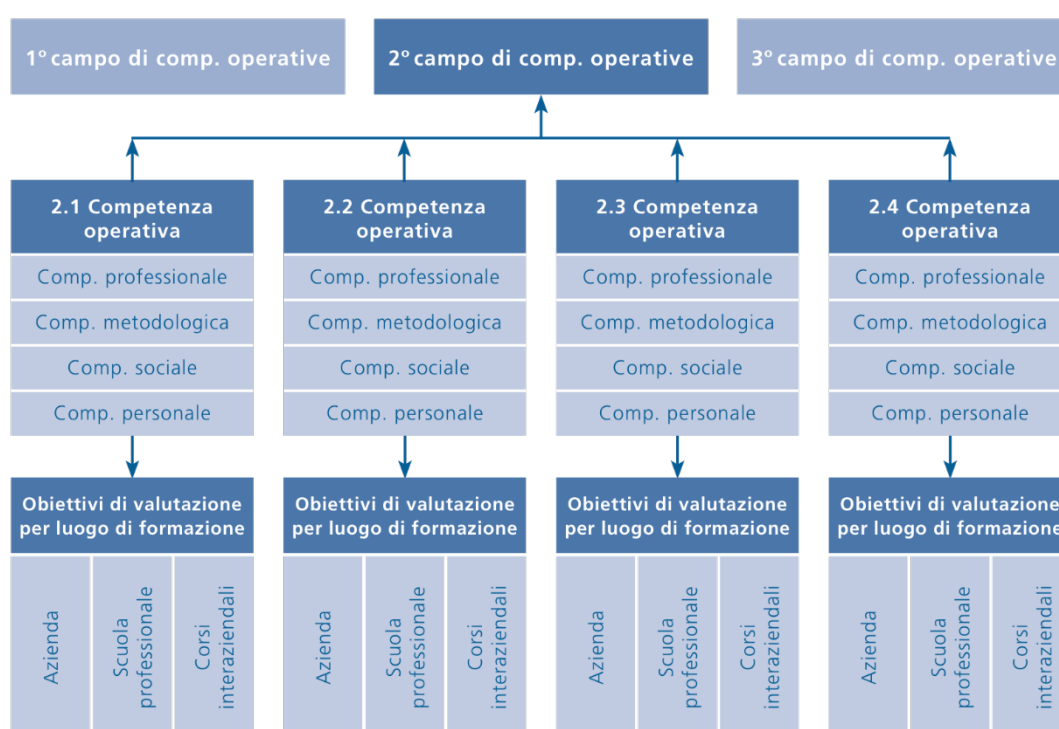 1º campo di comp. operative
2º campo di comp. operative
3º campo di comp. operative
2.1 Competenza
operativa
Comp. professionale
Comp. metodologica
Comp. sociale
Comp. personale
Obiettivi di valutazione
per luogo di formazione
Azienda
Scuola
professionale
Corsi
interaziendali
2.2 Competenza
operativa
Comp. professionale
Comp. metodologica
Comp. sociale
Comp. personale
Obiettivi di valutazione
per luogo di formazione
Azienda
Scuola
professionale
Corsi
interaziendali
2.3 Competenza
operativa
Comp. professionale
Comp. metodologica
Comp. sociale
Comp. personale
Obiettivi di valutazione
per luogo di formazione
Azienda
Scuola
professionale
Corsi
interaziendali
2.4 Competenza
operativa
Comp. professionale
Comp. metodologica
Comp. sociale
Comp. personale
Obiettivi di valutazione
per luogo di formazione
Azienda
Scuola
professionale
Corsi
interaziendali